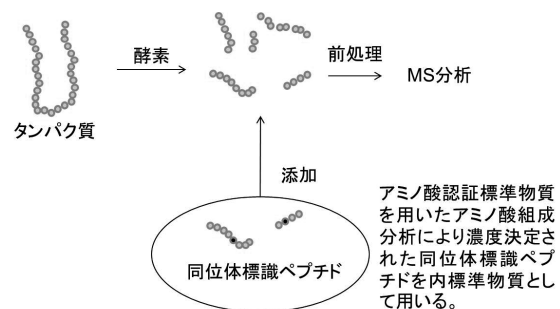 酵素
前処理
MS分析
タンパク質
添加
同位体標識ペプチド
アミノ酸認証標準物質
を用いたアミノ酸組成
分析により濃度決定さ
れた同位体標識ペプ
チドを内標準物質とし
て用いる。